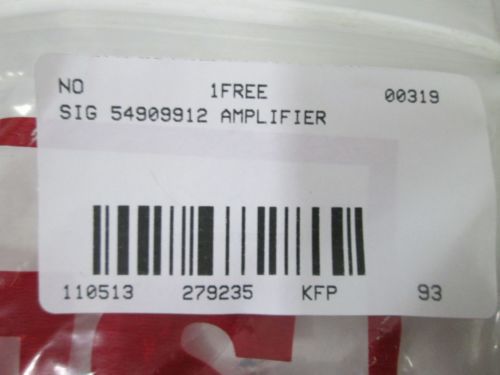 NO 1FREE 00319
SIG 54909912 AMPLIFIER
110513 279235 KFP 93